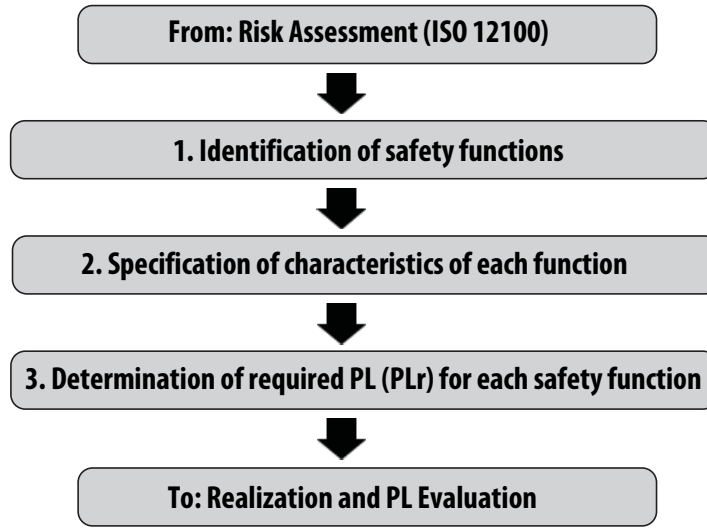 From: Risk Assessment (ISO 12100)
1. Identification of safety functions
2. Specification of characteristics of each function
3. Determination of required PL (PLr) for each safety function
To: Realization and PL Evaluation